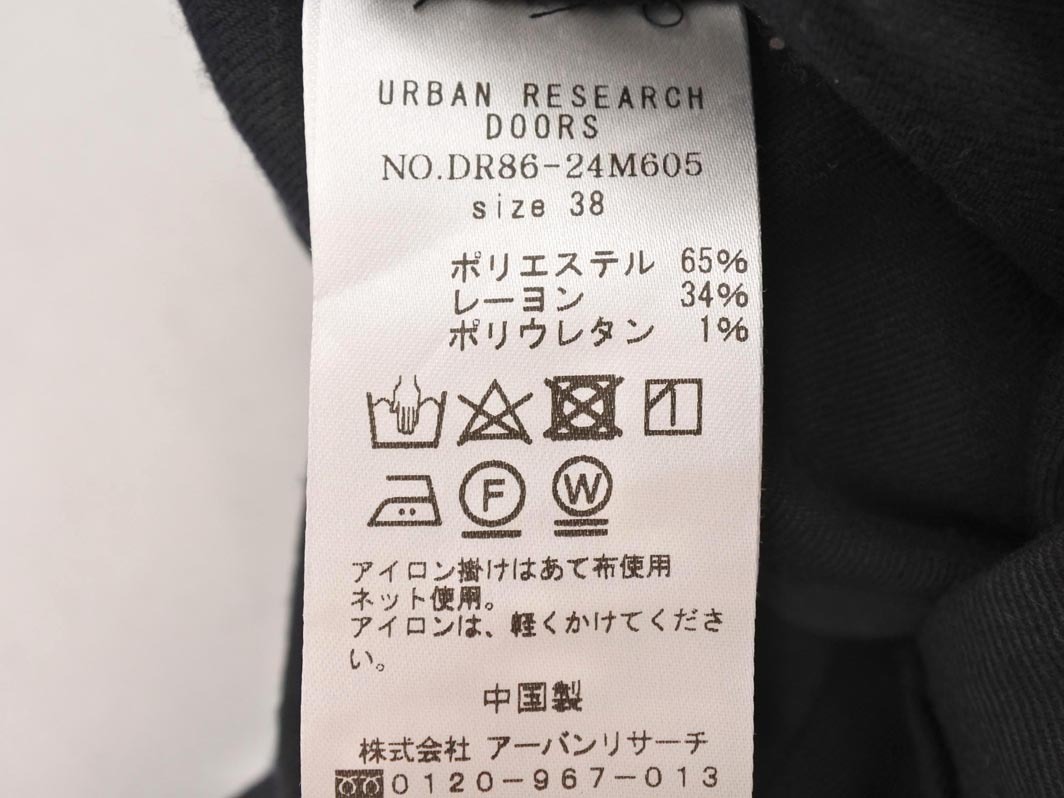 URBAN RESEARCH
DOORS
NO.DR86-24M605
size 38
ポリエステル 65%
レーヨン 34%
ポリウレタン 1%
F W
アイロン掛けはあて布使用
ネット使用。
アイロンは、軽くかけてくださ
い。
中国製
株式会社 アーバンリサーチ
0120-967-013